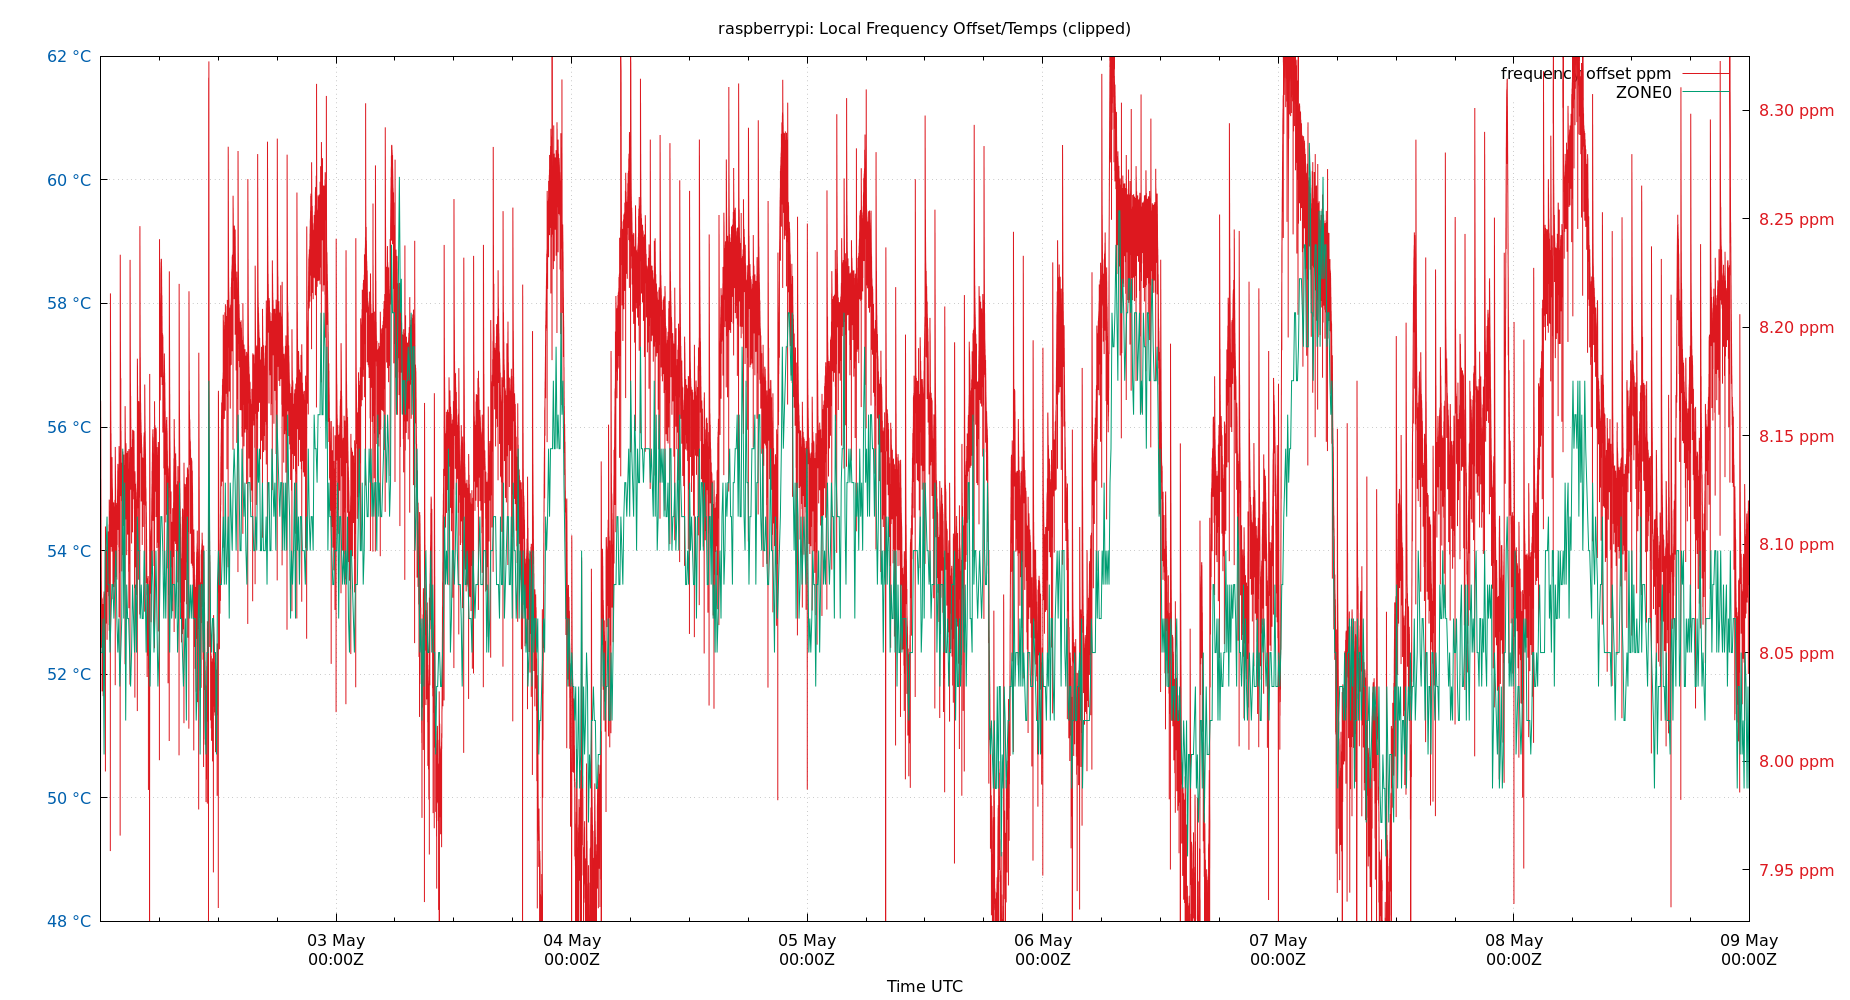 raspberrypi: Local Frequency Offset/Temps (clipped)
62 °C
60 °C
58 °C
56 °C
54 °C
52 °C
50 °C
48 °C
frequency offset ppm
ZONE0
8.30 ppm
8.25 ppm
8.20 ppm
8.15 ppm
8.10 ppm
8.05 ppm
8.00 ppm
7.95 ppm
03 May
00:00Z
04 May
00:00Z
05 May
00:00Z
06 May
00:00Z
07 May
00:00Z
08 May
00:00Z
09 May
00:00Z
Time UTC